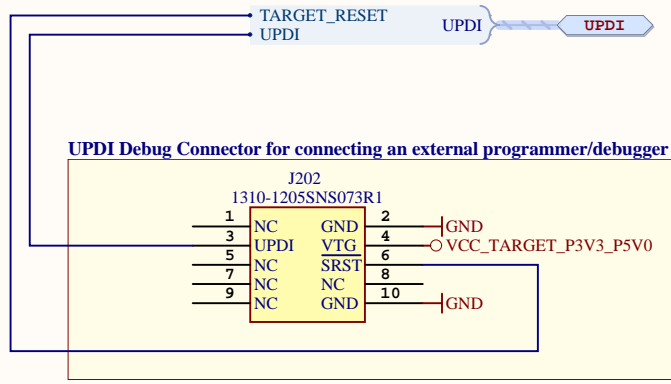 TARGET_RESET
UPDI
UPDI
UPDI
UPDI Debug Connector for connecting an external programmer/debugger
J202
1310-1205SNS073R1
1 NC GND 2 GND
3 UPDI VTG 4 VCC_TARGET_P3V3_P5V0
5 NC SRST 6
7 NC NC 8
9 NC GND 10 GND